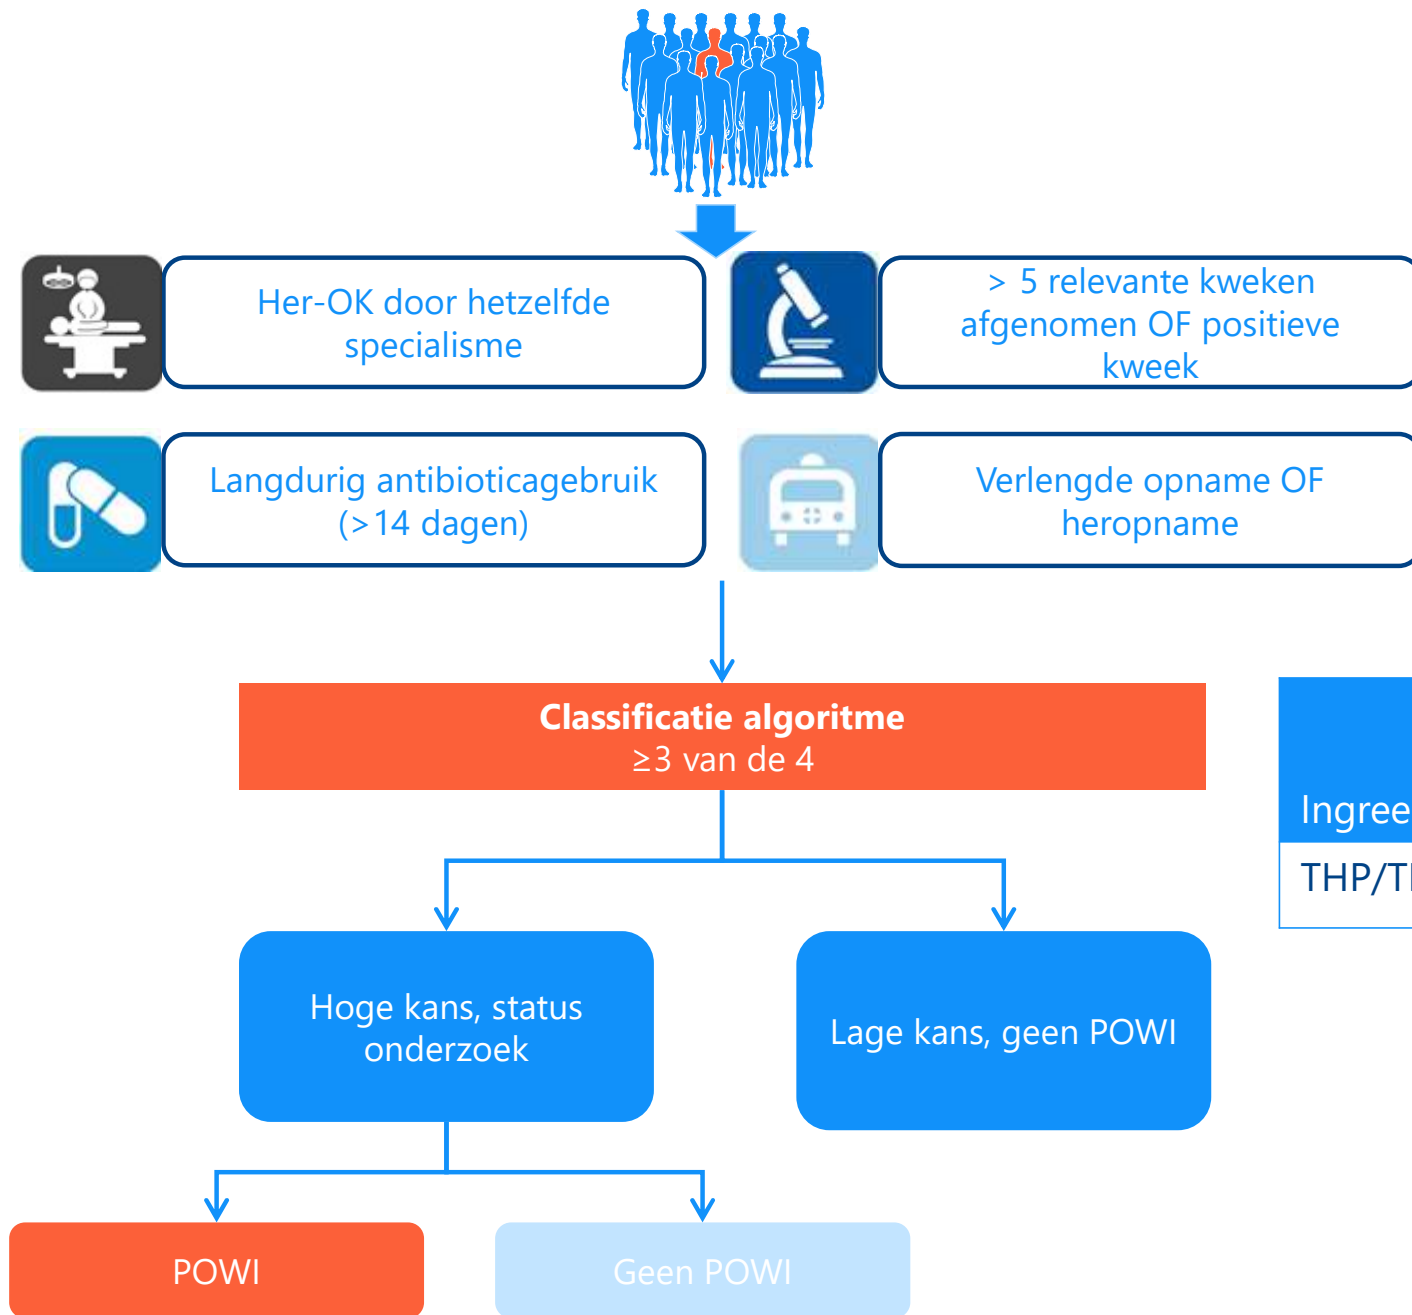 Her-OK door hetzelfde
specialisme
> 5 relevante kweken
afgenomen OF positieve
kweek
Langdurig antibioticagebruik
(>14 dagen)
Verlengde opname OF
heropname
Classificatie algoritme
≥3 van de 4
Hoge kans, status
onderzoek
Lage kans, geen POWI
POWI
Geen POWI